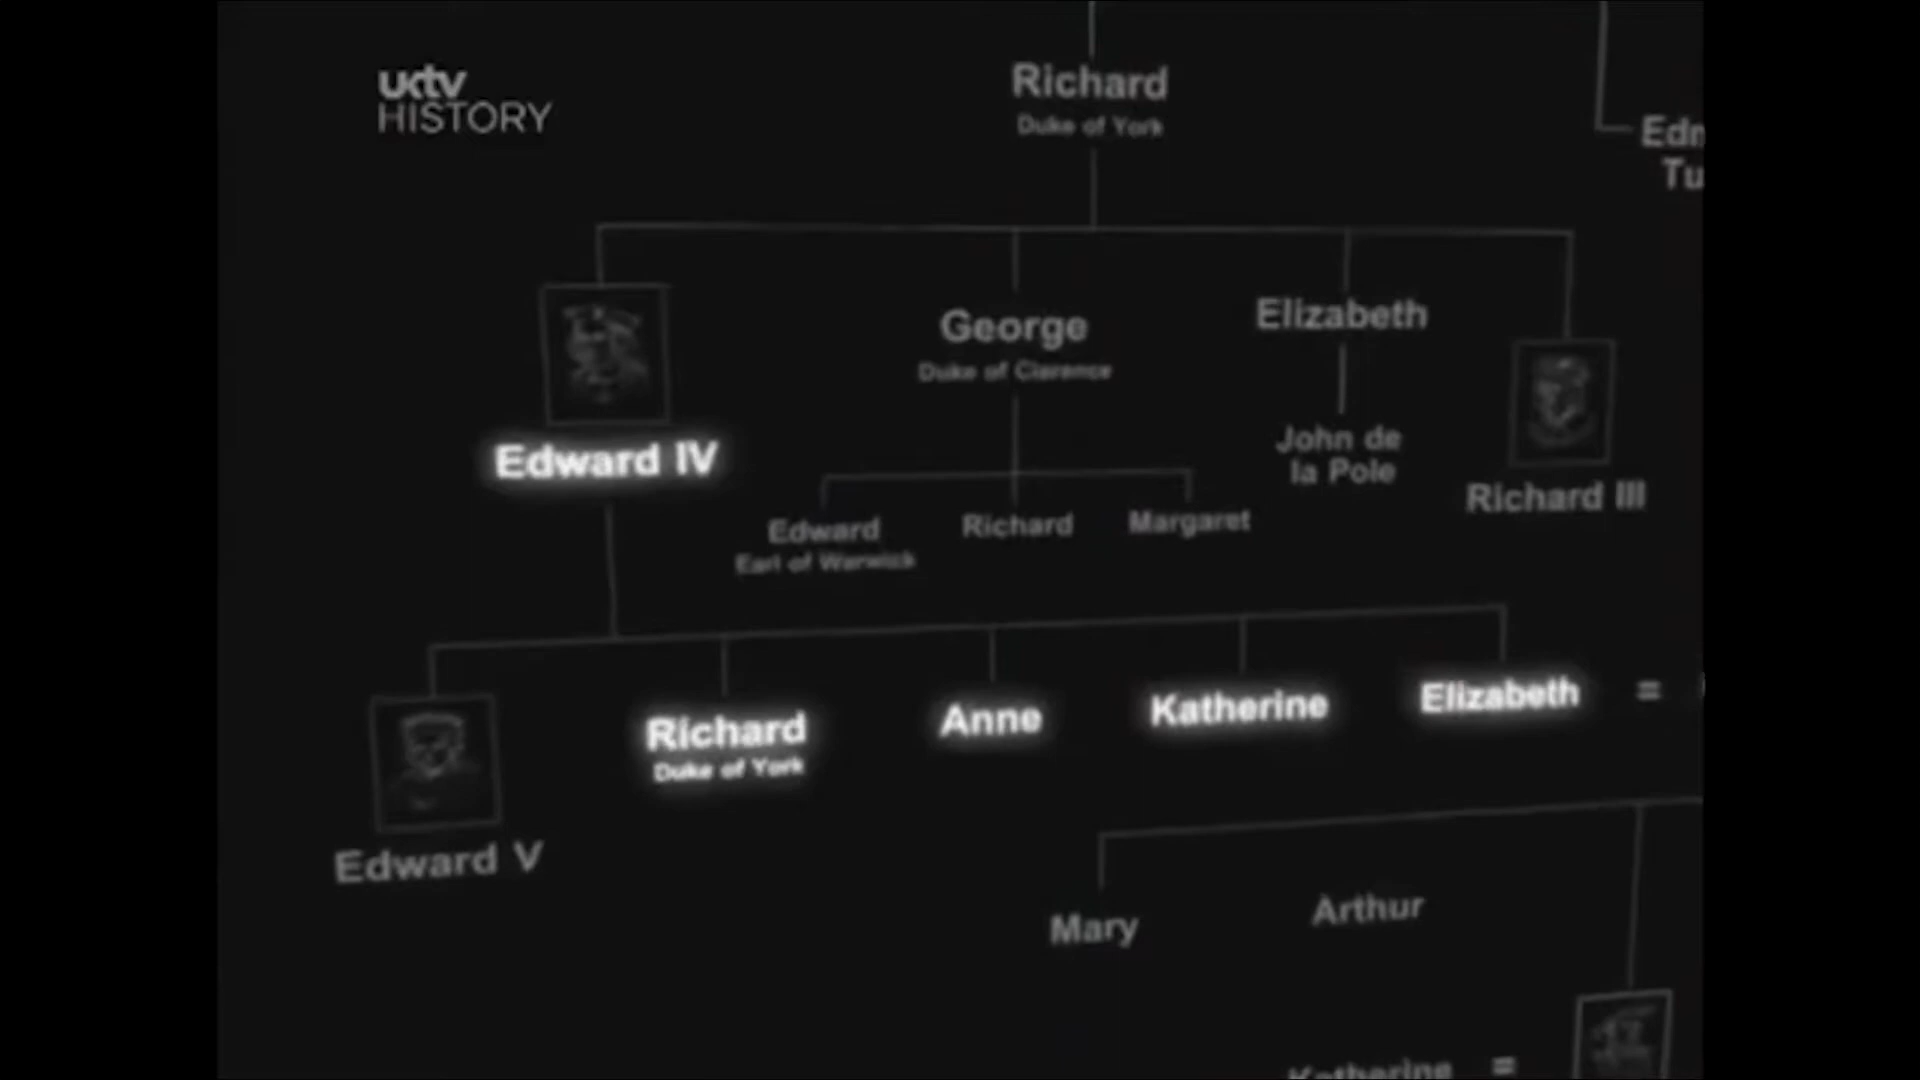 uktv
HISTORY
Richard
Duke of York
George
Duke of Clarence
Elizabeth
John de
la Pole
Edward IV
Richard III
Edward
Earl of Warwick
Richard
Margaret
Richard
Duke of York
Anne
Katherine
Elizabeth =
Edward V
Mary
Arthur
Katherine =